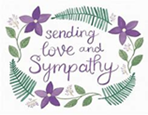 sending
love and
Sympathy